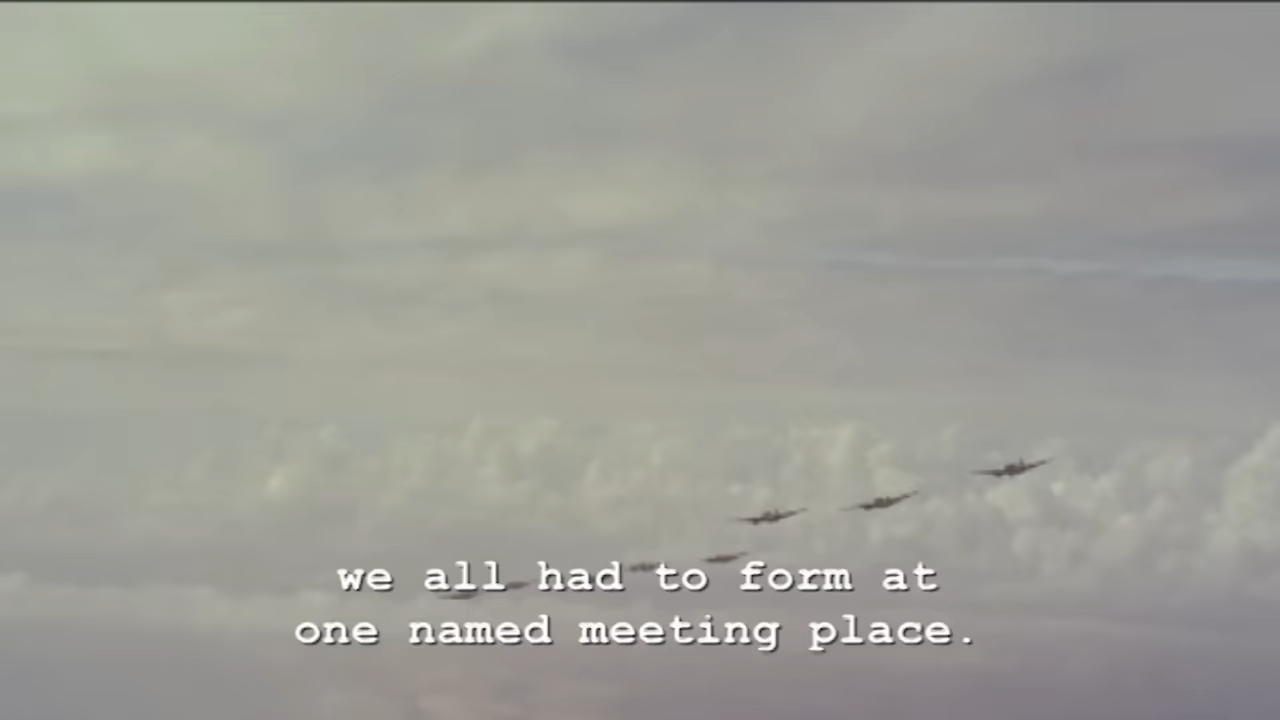 we all had to form at
one named meeting place.